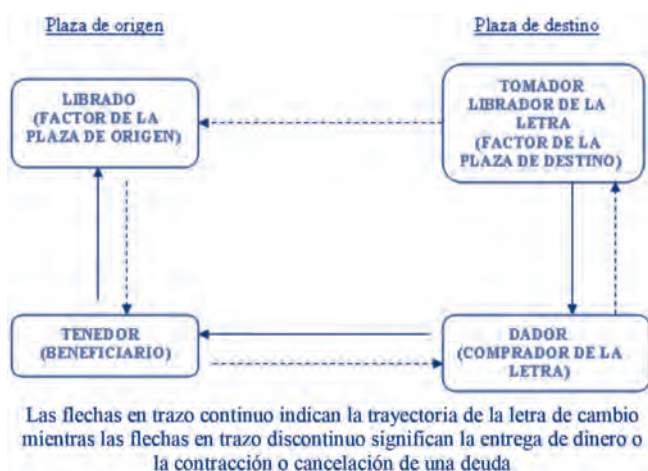 Plaza de origen
Plaza de destino
LIBRADO
(FACTOR DE LA
PLAZA DE ORIGEN)
TOMADOR
LIBRADOR DE LA
LETRA
(FACTOR DE LA
PLAZA DE DESTINO)
TENEDOR
(BENEFICIARIO)
DADOR
(COMPRADOR DE LA
LETRA)
Las flechas en trazo continuo indican la trayectoria de la letra de cambio
mientras las flechas en trazo discontinuo significan la entrega de dinero o
la contracción o cancelación de una deuda